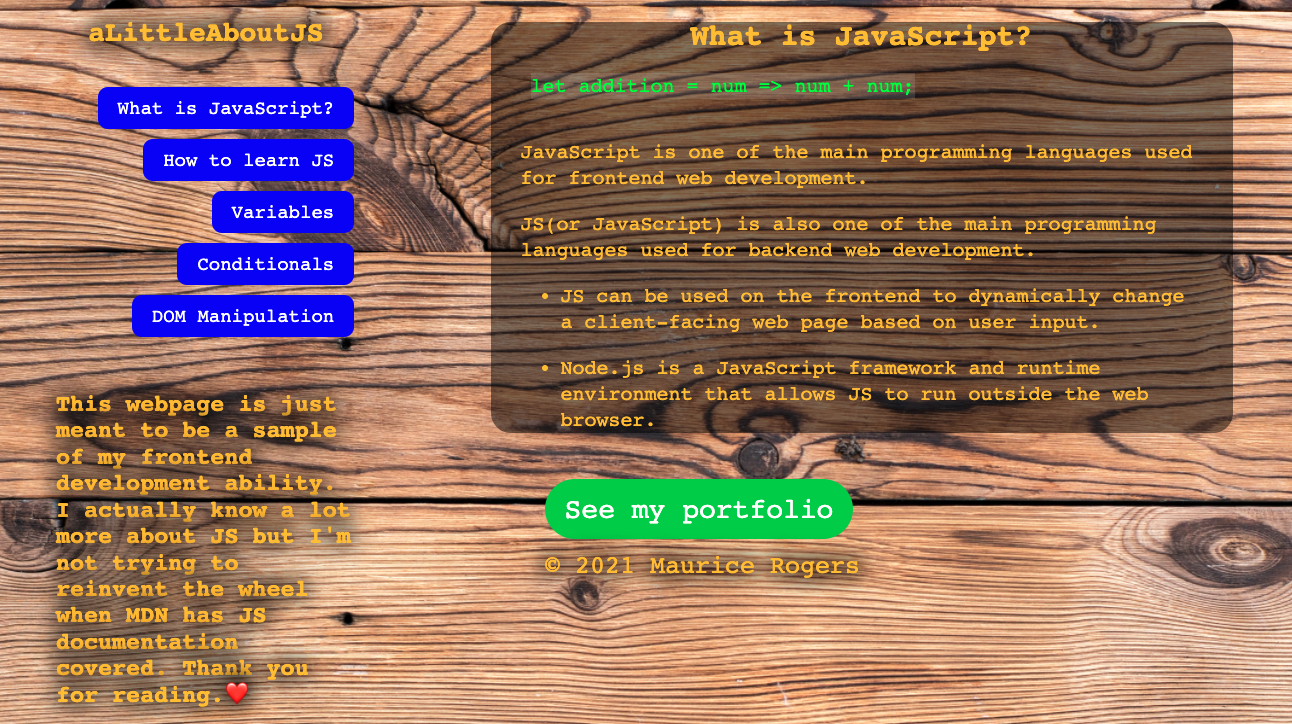 aLittleAboutJS
What is JavaScript?
How to learn JS
Variables
Conditionals
DOM Manipulation
This webpage is just
meant to be a sample
of my frontend
development ability.
I actually know a lot
more about JS but I'm
not trying to
reinvent the wheel
when MDN has JS
documentation
covered. Thank you
for reading.❤️
What is JavaScript?
let addition = num => num + num;
JavaScript is one of the main programming languages used
for frontend web development.
JS(or JavaScript) is also one of the main programming
languages used for backend web development.
• JS can be used on the frontend to dynamically change
a client-facing web page based on user input.
• Node.js is a JavaScript framework and runtime
environment that allows JS to run outside the web
browser.
See my portfolio
© 2021 Maurice Rogers